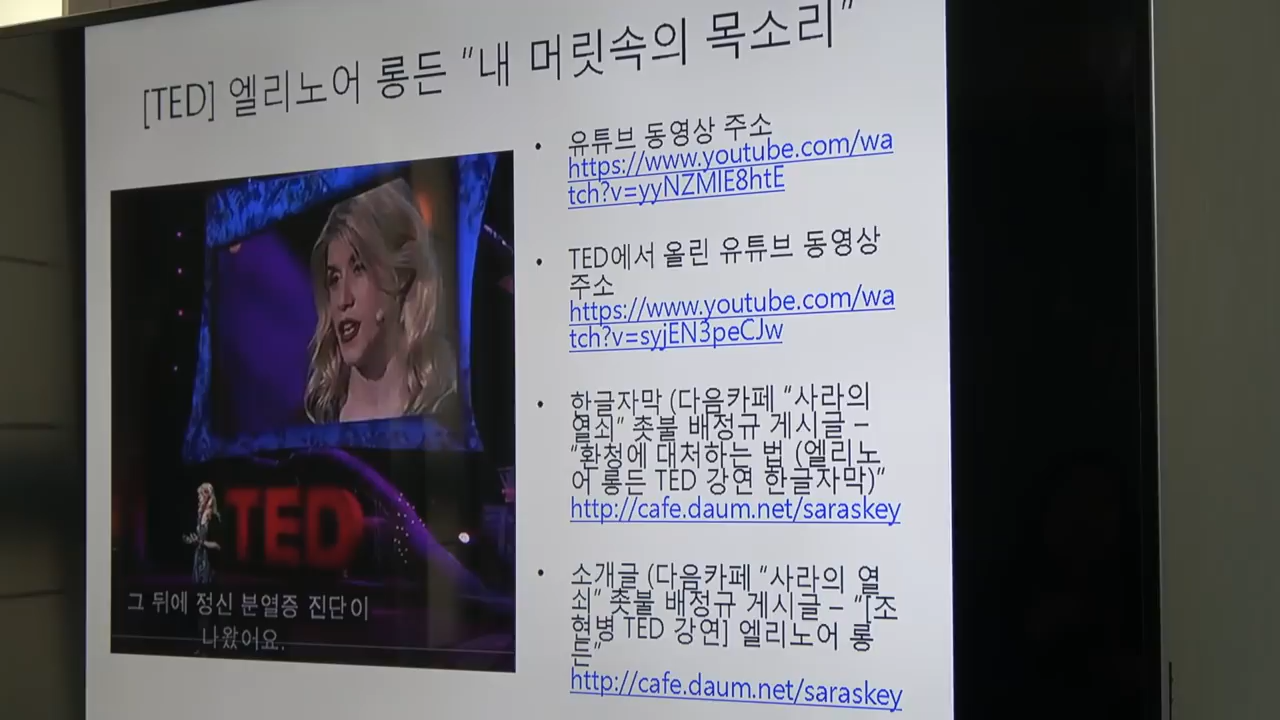 [TED] 엘리노어 롱든 "내 머릿속의 목소리"
• 유튜브 동영상 주소
https://www.youtube.com/wa
tch?v=yyNZMlE8htE
• TED에서 올린 유튜브 동영상
주소
https://www.youtube.com/wa
tch?v=syjEN3peCJw
• 한글자막 (다음카페 "사라의
열쇠" 촛불 배정규 게시글 –
"환청에 대처하는 법 (엘리노
어 롱든 TED 강연 한글자막)"
http://cafe.daum.net/saraskey
• 소개글 (다음카페 "사라의 열
쇠" 촛불 배정규 게시글 – "[조
현병 TED 강연] 엘리노어 롱
든"
http://cafe.daum.net/saraskey
TED
그 뒤에 정신 분열증 진단이
나왔어요.